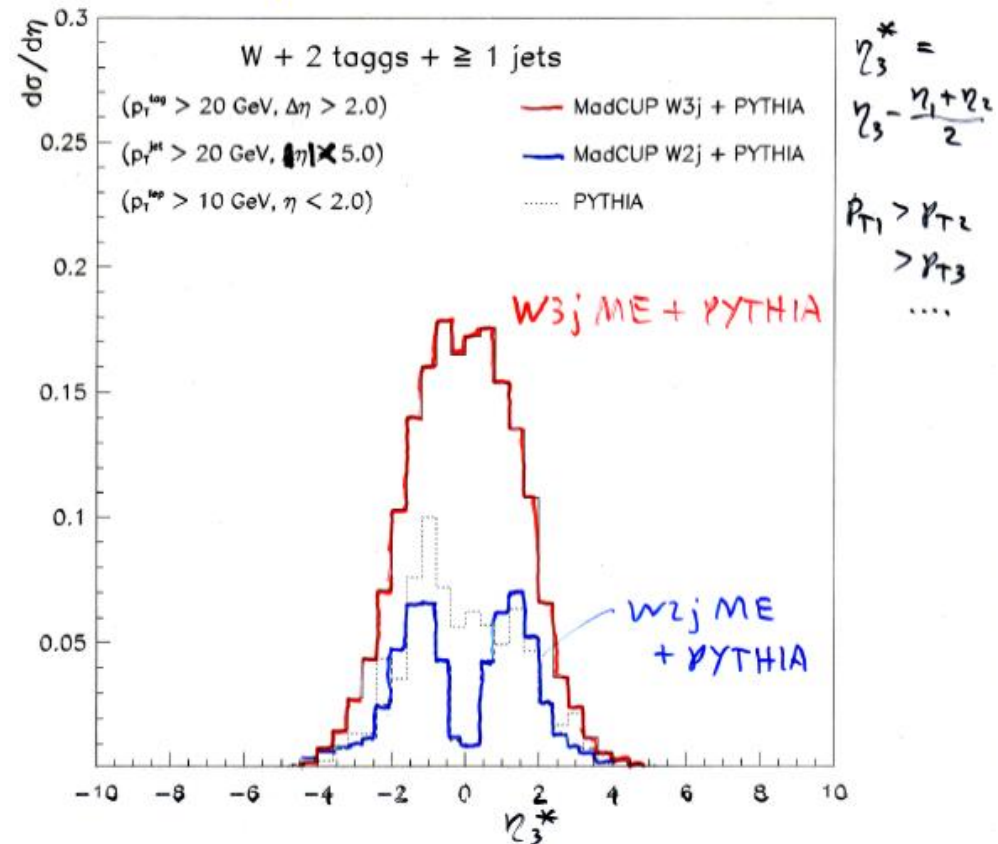 0.3
0.25
0.2
0.15
0.1
0.05
dσ/dη
W + 2 taggs + ≧ 1 jets
(p_T^tag > 20 GeV, Δη > 2.0)
(p_T^jet > 20 GeV, |η| < 5.0)
(p_T^lep > 10 GeV, η < 2.0)
MadCUP W3j + PYTHIA
MadCUP W2j + PYTHIA
PYTHIA
η₃* =
η₃ - (η₁ + η₂)/2
p_T1 > p_T2
> p_T3
....
W3j ME + PYTHIA
W2j ME
+ PYTHIA
-10 -8 -6 -4 -2 0 2 4 6 8 10
η₃*